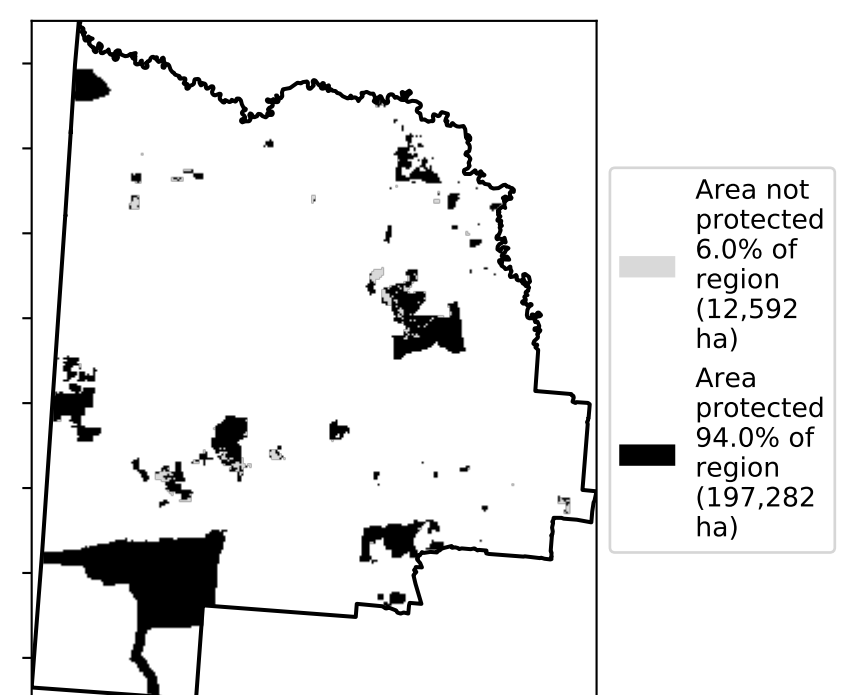 Area not
protected
6.0% of
region
(12,592
ha)
Area
protected
94.0% of
region
(197,282
ha)